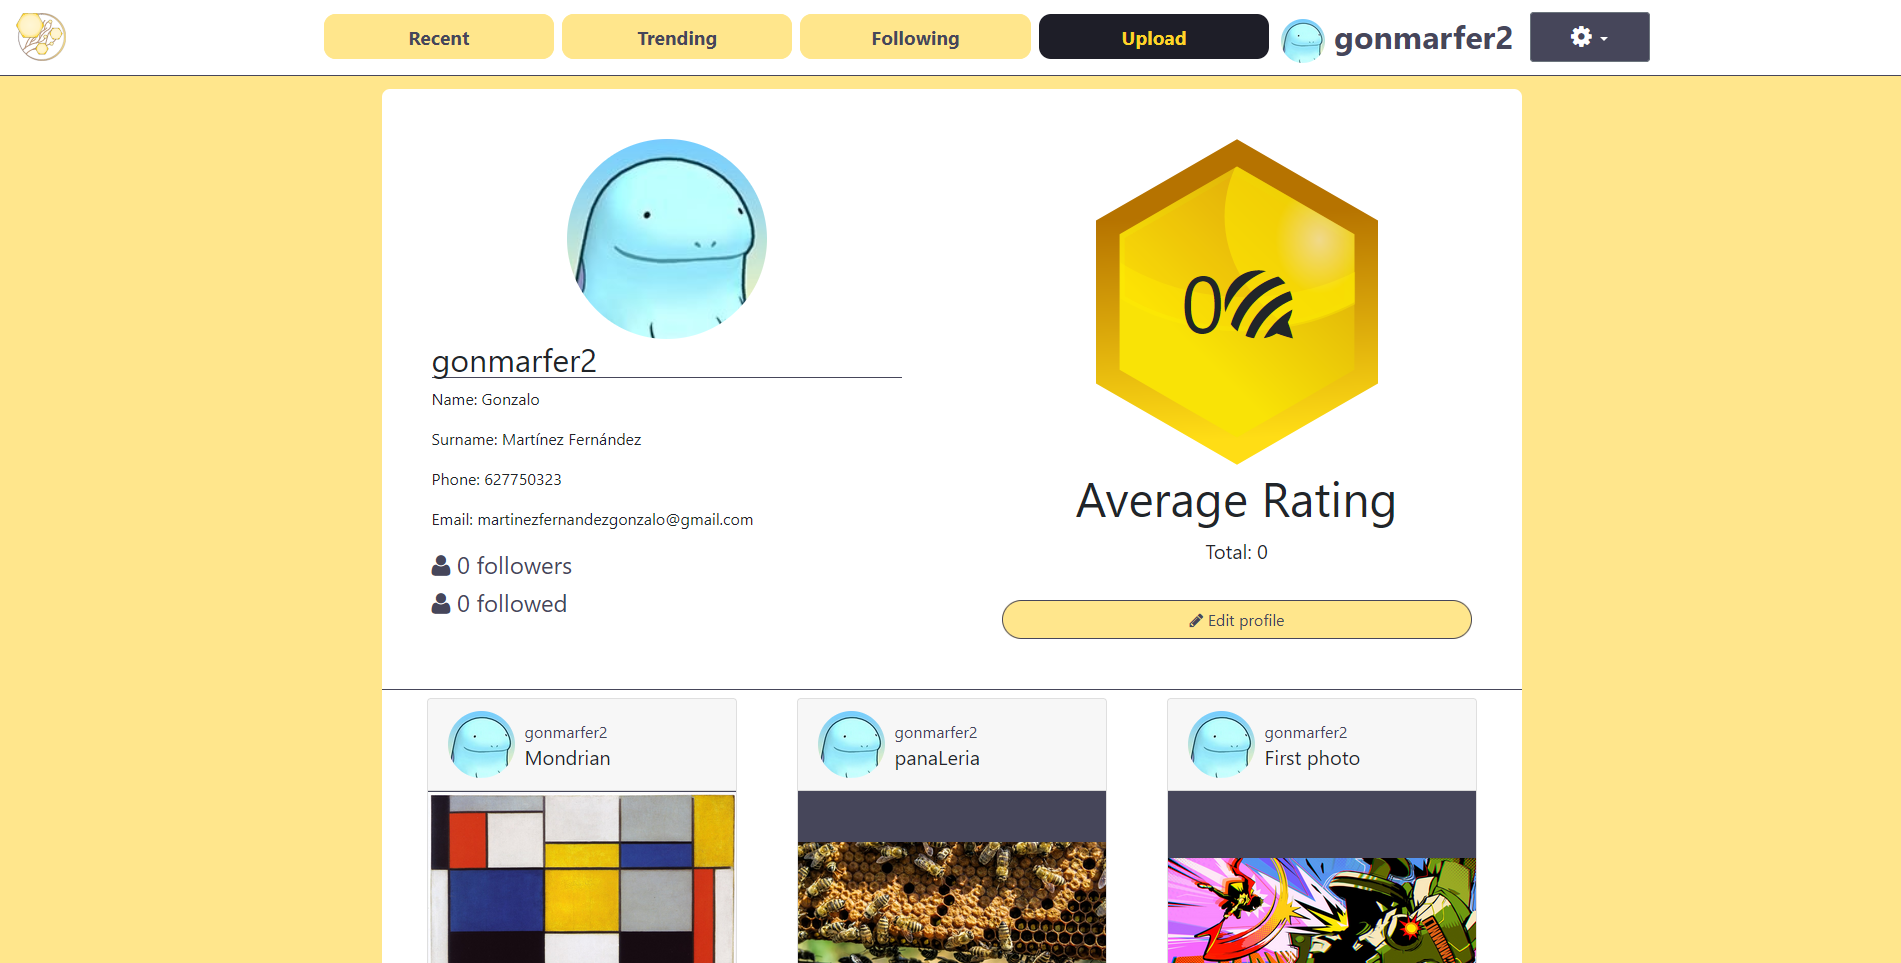 Recent
Trending
Following
Upload
gonmarfer2
gonmarfer2
Name: Gonzalo
Surname: Martínez Fernández
Phone: 627750323
Email: martinezfernandezgonzalo@gmail.com
0 followers
0 followed
0
Average Rating
Total: 0
Edit profile
gonmarfer2
Mondrian
gonmarfer2
panaLeria
gonmarfer2
First photo